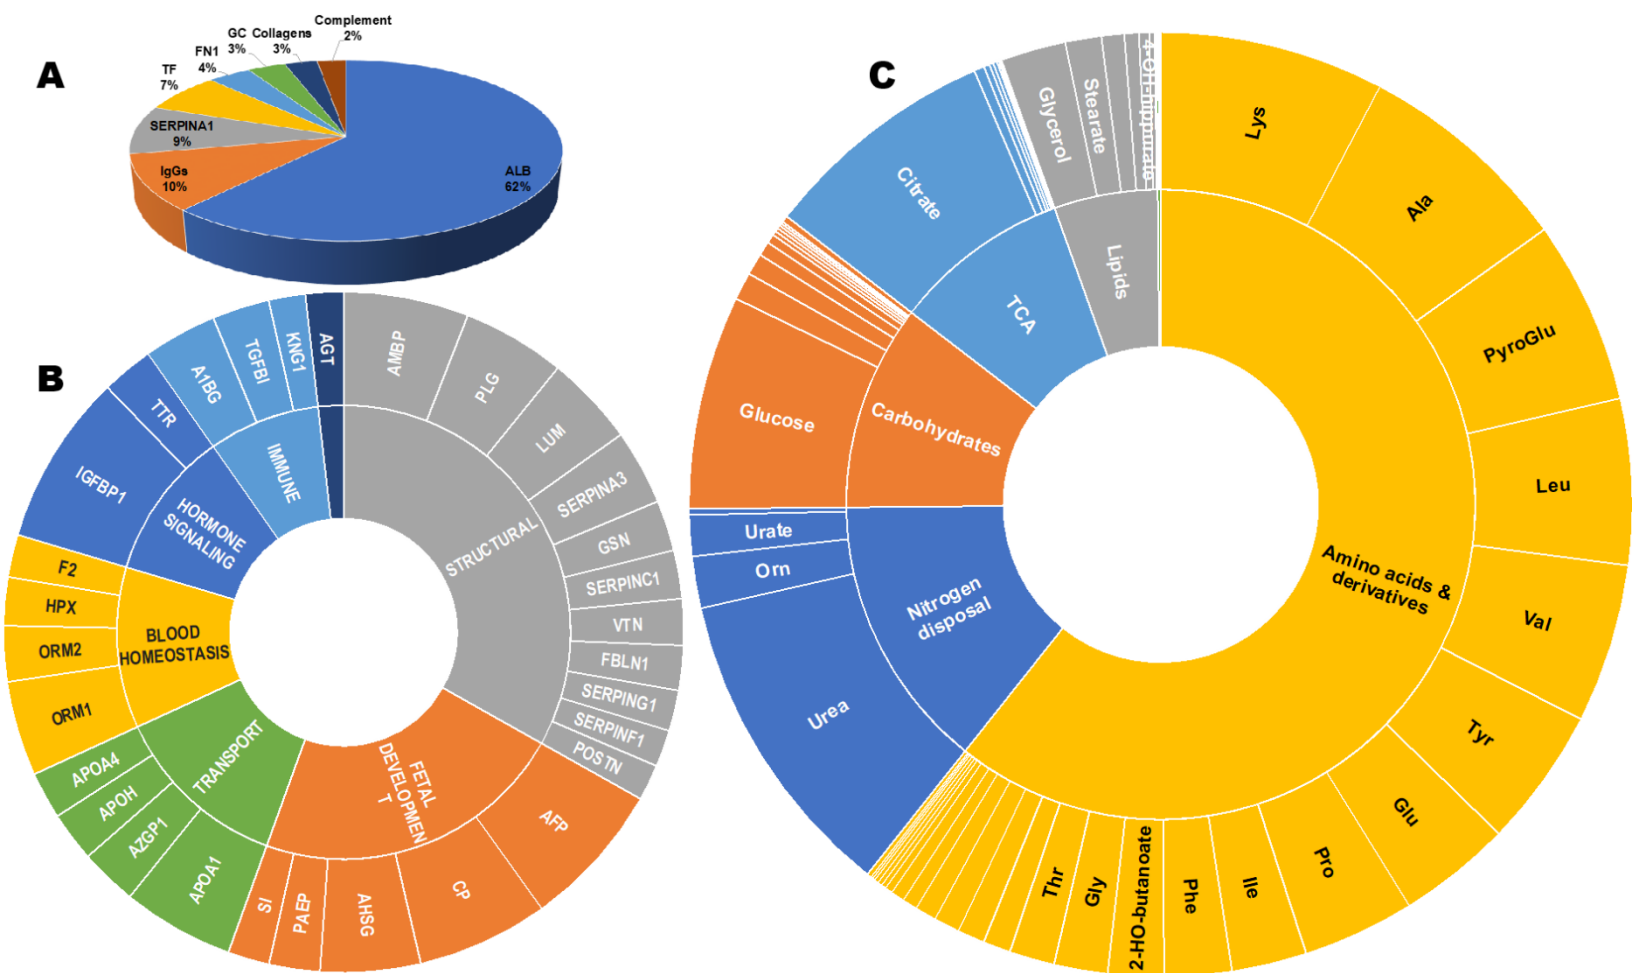 A
Complement
2%
GC
3%
Collagens
3%
FN1
4%
TF
7%
SERPINA1
9%
IgGs
10%
ALB
62%
B
AGT
KNG1
TGFBI
A1BG
TTR
IGFBP1
F2
HPX
ORM2
ORM1
APOA4
APOH
AZGP1
APOA1
SI
PAEP
AHSG
CP
AFP
POSTN
SERPINF1
SERPING1
FBLN1
VTN
SERPINC1
GSN
SERPINA3
LUM
PLG
AMBP
IMMUNE
HORMONE
SIGNALING
BLOOD
HOMEOSTASIS
TRANSPORT
FETAL
DEVELOPMEN
T
STRUCTURAL
C
Lys
Ala
PyroGlu
Leu
Val
Tyr
Glu
Pro
Ile
Phe
2-HO-butanoate
Gly
Thr
Urea
Orn
Urate
Glucose
Citrate
Glycerol
Stearate
4-OH-hippurate
Lipids
TCA
Carbohydrates
Nitrogen
disposal
Amino acids &
derivatives